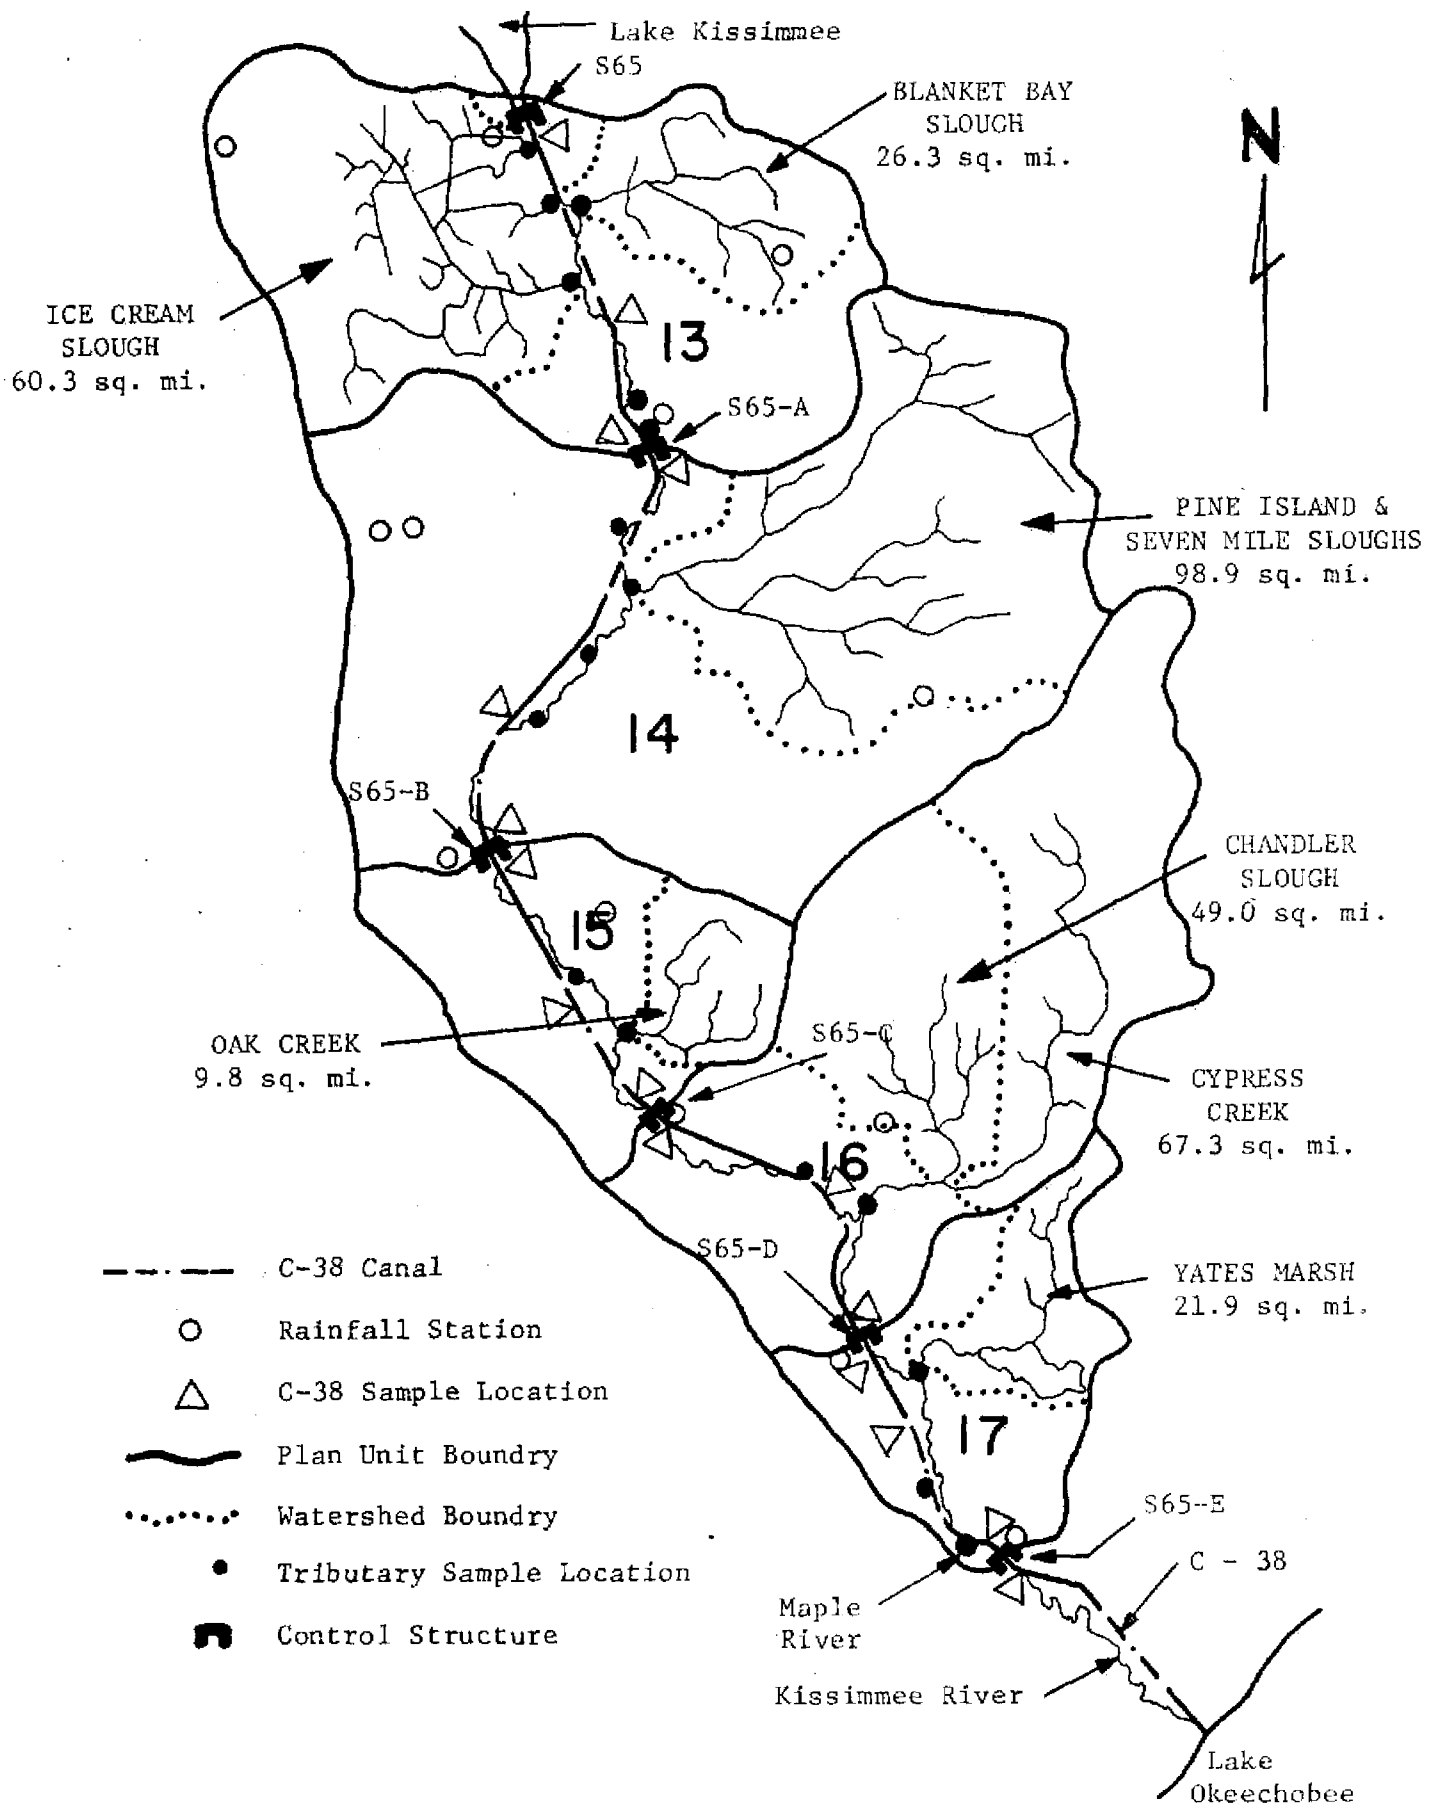 Lake Kissimmee
S65
BLANKET BAY
SLOUGH
26.3 sq. mi.
N
ICE CREAM
SLOUGH
60.3 sq. mi.
13
S65-A
PINE ISLAND &
SEVEN MILE SLOUGHS
98.9 sq. mi.
14
S65-B
CHANDLER
SLOUGH
49.0 sq. mi.
15
OAK CREEK
9.8 sq. mi.
S65-C
CYPRESS
CREEK
67.3 sq. mi.
16
S65-D
YATES MARSH
21.9 sq. mi.
C-38 Canal
Rainfall Station
C-38 Sample Location
Plan Unit Boundry
Watershed Boundry
Tributary Sample Location
Control Structure
17
S65-E
C - 38
Maple
River
Kissimmee River
Lake
Okeechobee